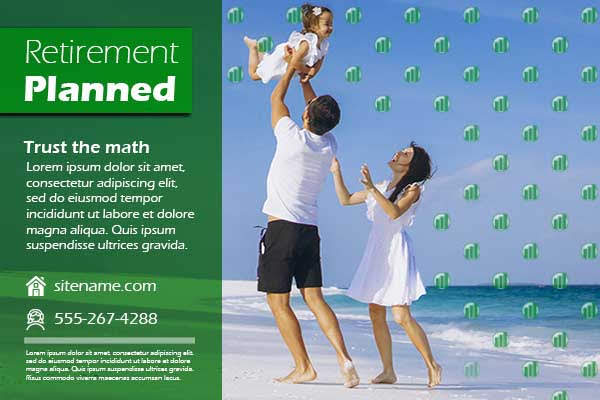 Retirement
Planned
Trust the math
Lorem ipsum dolor sit amet,
consectetur adipiscing elit,
sed do eiusmod tempor
incididunt ut labore et dolore
magna aliqua. Quis ipsum
suspendisse ultrices gravida.
sitename.com
555-267-4288
Lorem ipsum dolor sit amet, consectetur adipiscing elit,
sed do eiusmod tempor incididunt ut labore et dolore
magna aliqua. Quis ipsum suspendisse ultrices gravida.
Risus commodo viverra maecenas accumsan lacus.